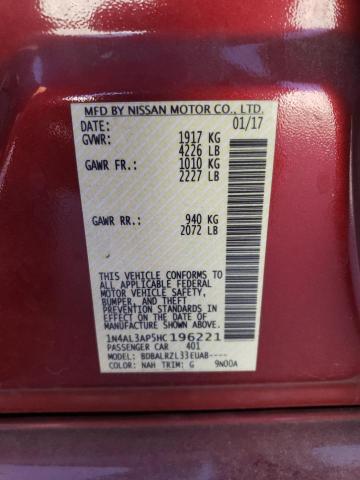 MFD BY NISSAN MOTOR CO., LTD.
DATE: 01/17
GVWR: 1917 KG
4226 LB
GAWR FR: 1010 KG
2227 LB
GAWR RR: 940 KG
2072 LB
THIS VEHICLE CONFORMS TO
ALL APPLICABLE FEDERAL
MOTOR VEHICLE SAFETY,
BUMPER, AND THEFT
PREVENTION STANDARDS IN
EFFECT ON THE DATE OF
MANUFACTURE SHOWN ABOVE.
1N4AL3AP5HC196221
PASSENGER CAR 401
MODEL: BDBALRZL33EUAB----
COLOR: NAH TRIM: G 9N00A